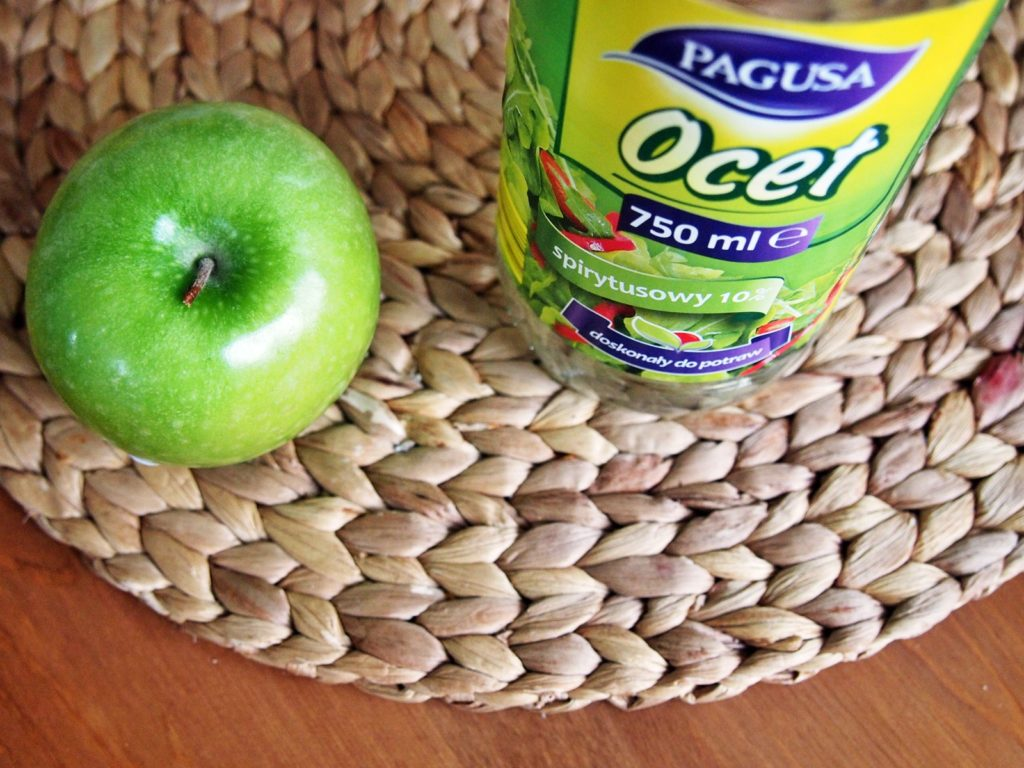 PAGUSA
Ocet
750 ml e
spirytusowy 10%
doskonały do potraw